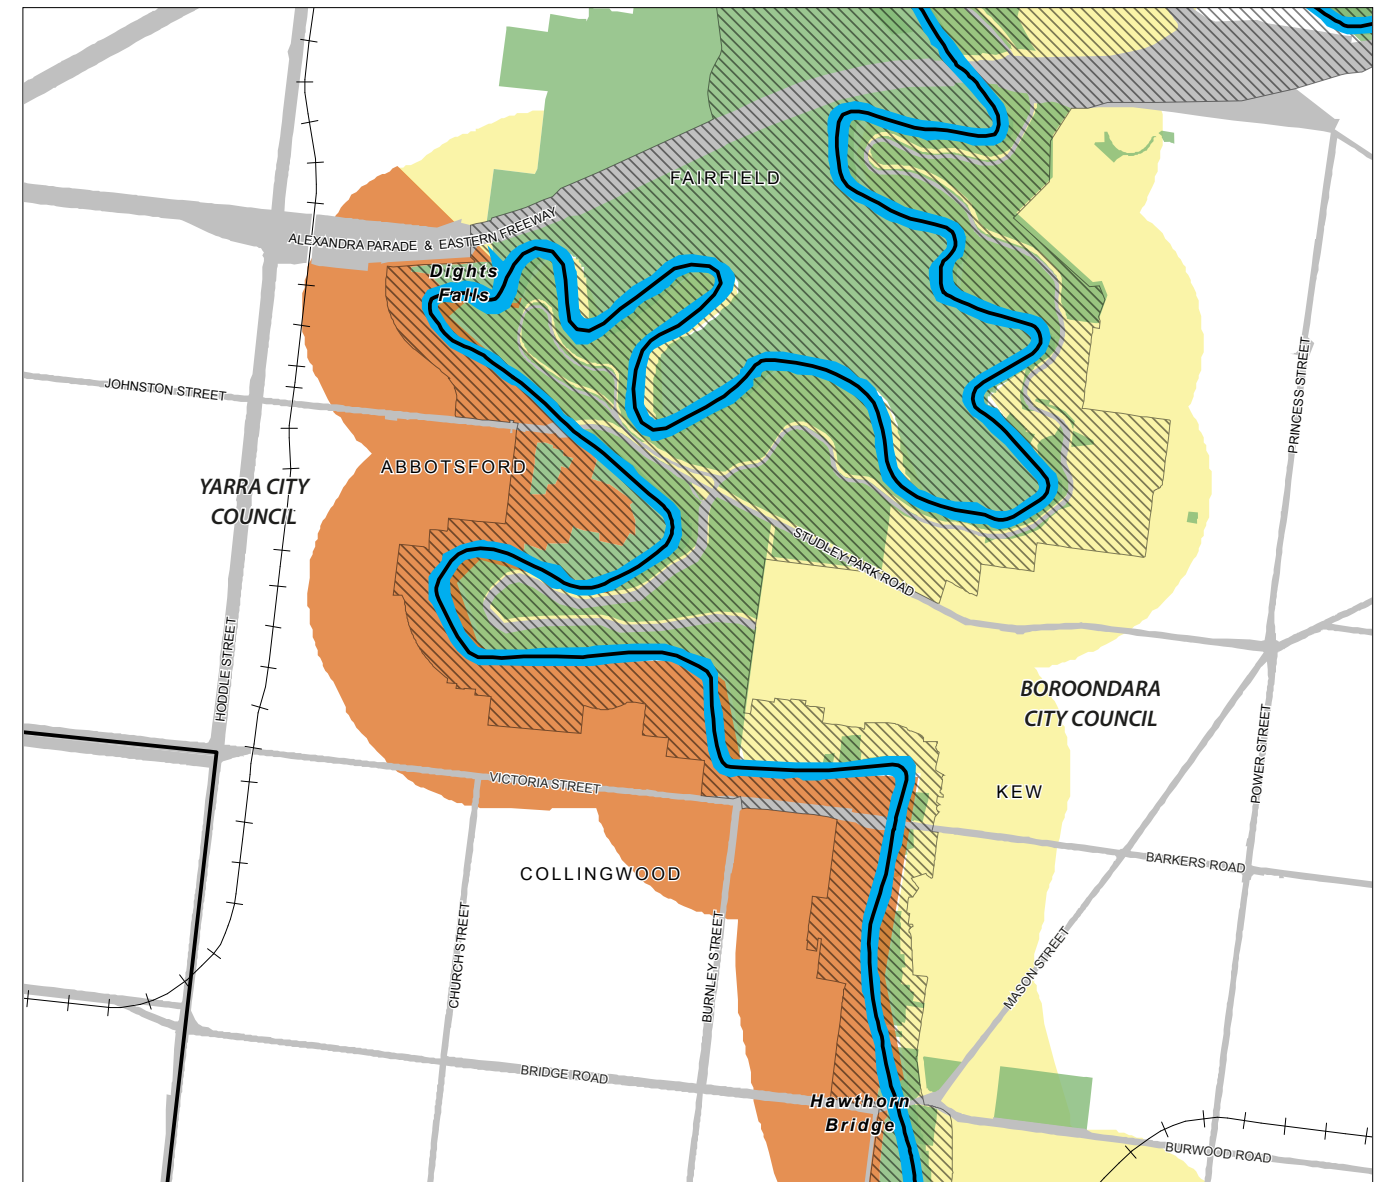 FAIRFIELD
ALEXANDRA PARADE & EASTERN FREEWAY
Dights
Falls
JOHNSTON STREET
PRINCESS STREET
ABBOTSFORD
YARRA CITY
COUNCIL
STUDLEY PARK ROAD
HODDLE STREET
BOROONDARA
CITY COUNCIL
POWER STREET
VICTORIA STREET
KEW
BARKERS ROAD
COLLINGWOOD
CHURCH STREET
BURNLEY STREET
MASON STREET
BRIDGE ROAD
Hawthorn
Bridge
BURWOOD ROAD